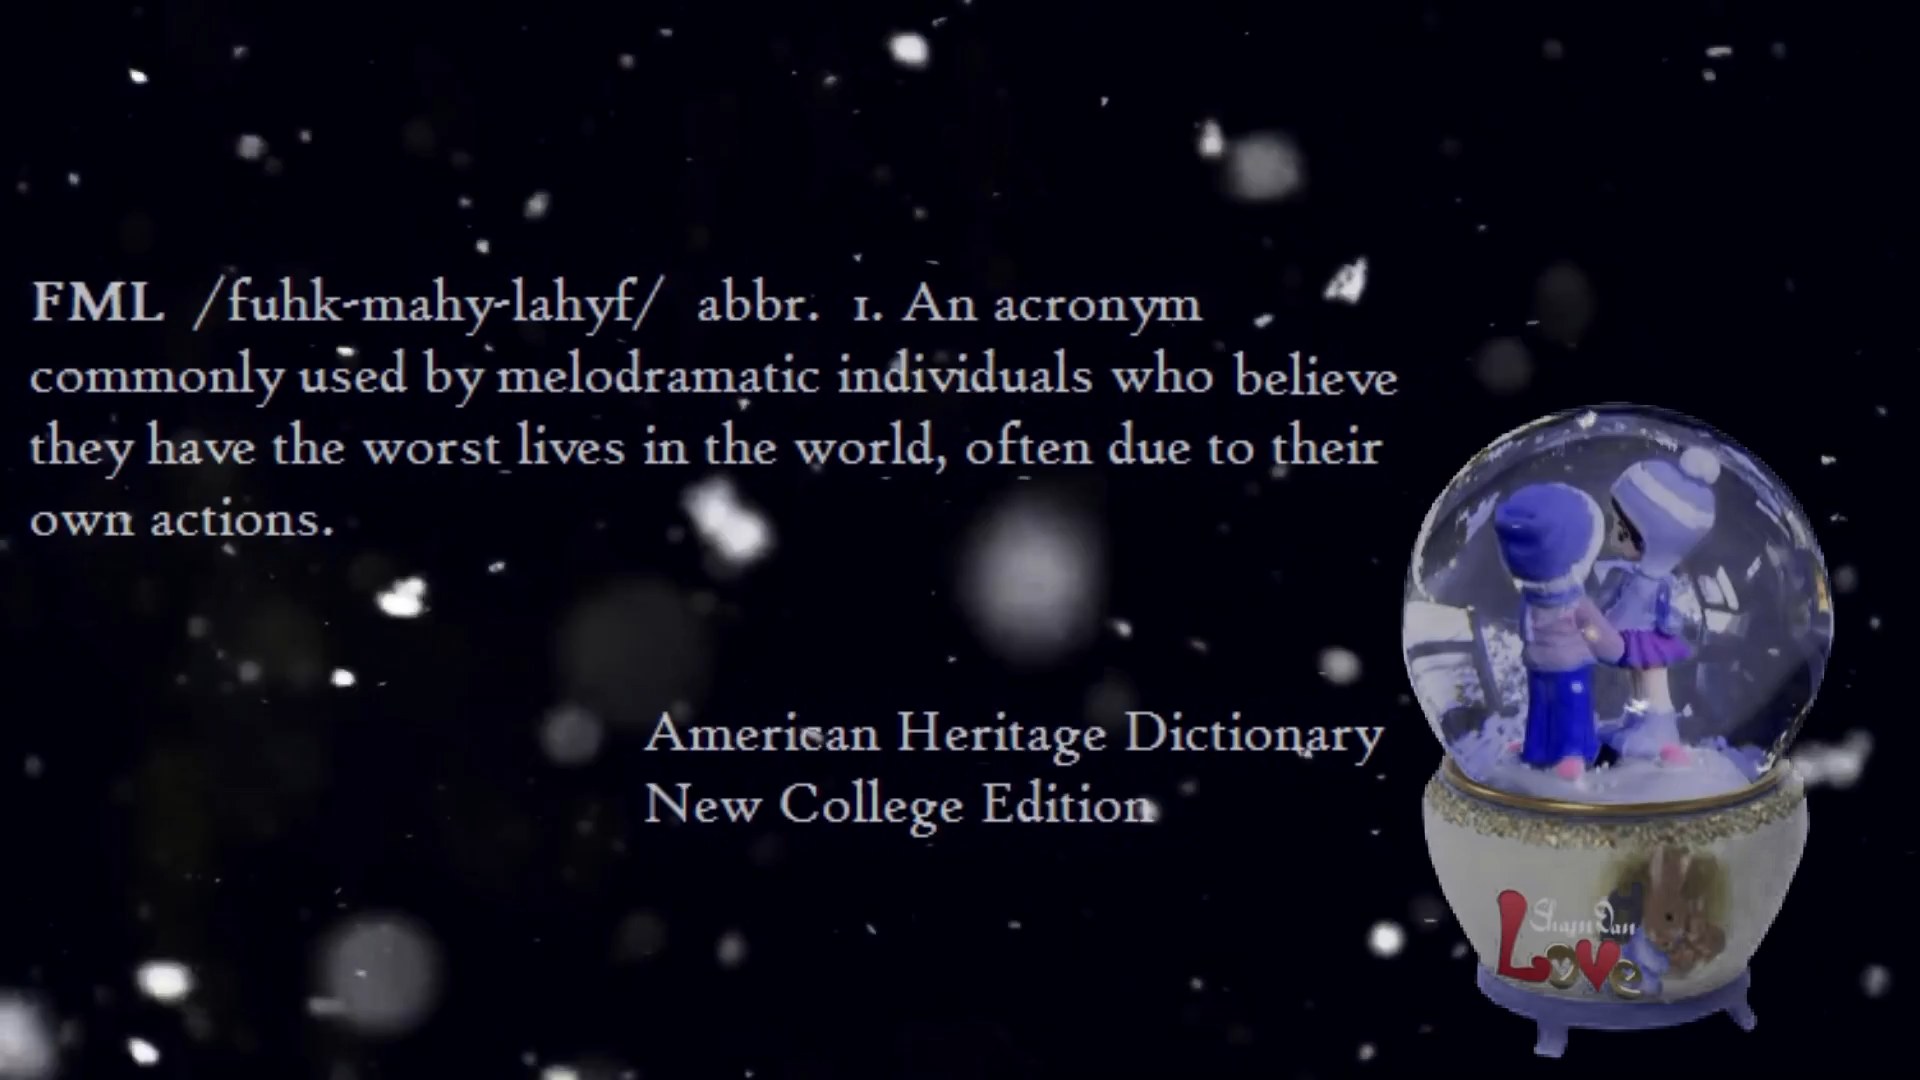 FML /fuhk-mahy-lahyf/ abbr. 1. An acronym
commonly used by melodramatic individuals who believe
they have the worst lives in the world, often due to their
own actions.
American Heritage Dictionary
New College Edition
ShamDan
Love